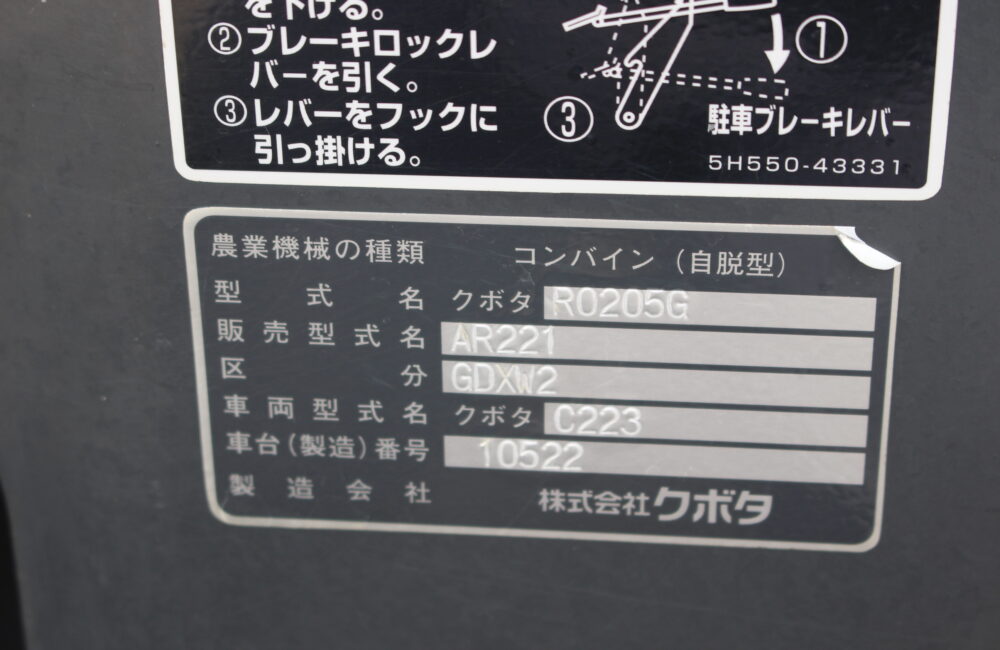 を下げる。
②ブレーキロックレ
バーを引く。
③レバーをフックに
引っ掛ける。
①
③
駐車ブレーキレバー
5H550-43331
農業機械の種類 コンバイン（自脱型）
型式名 クボタ RO205G
販売型式名 AR221
区分 GDXW2
車両型式名 クボタ C223
車台(製造)番号 10522
製造会社 株式会社クボタ